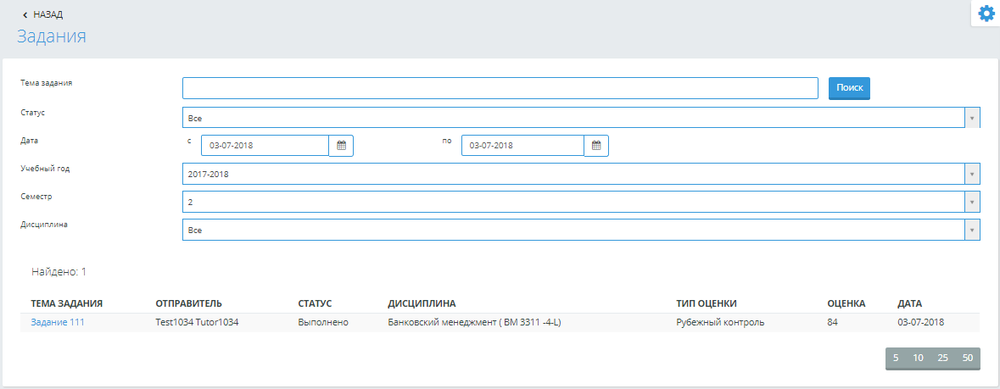 НАЗАД
Задания
Тема задания Поиск
Статус Все
Дата с 03-07-2018 по 03-07-2018
Учебный год 2017-2018
Семестр 2
Дисциплина Все
Найдено: 1
ТЕМА ЗАДАНИЯ ОТПРАВИТЕЛЬ СТАТУС ДИСЦИПЛИНА ТИП ОЦЕНКИ ОЦЕНКА ДАТА
Задание 111 Test1034 Tutor1034 Выполнено Банковский менеджмент ( BM 3311 -4-L) Рубежный контроль 84 03-07-2018
5 10 25 50